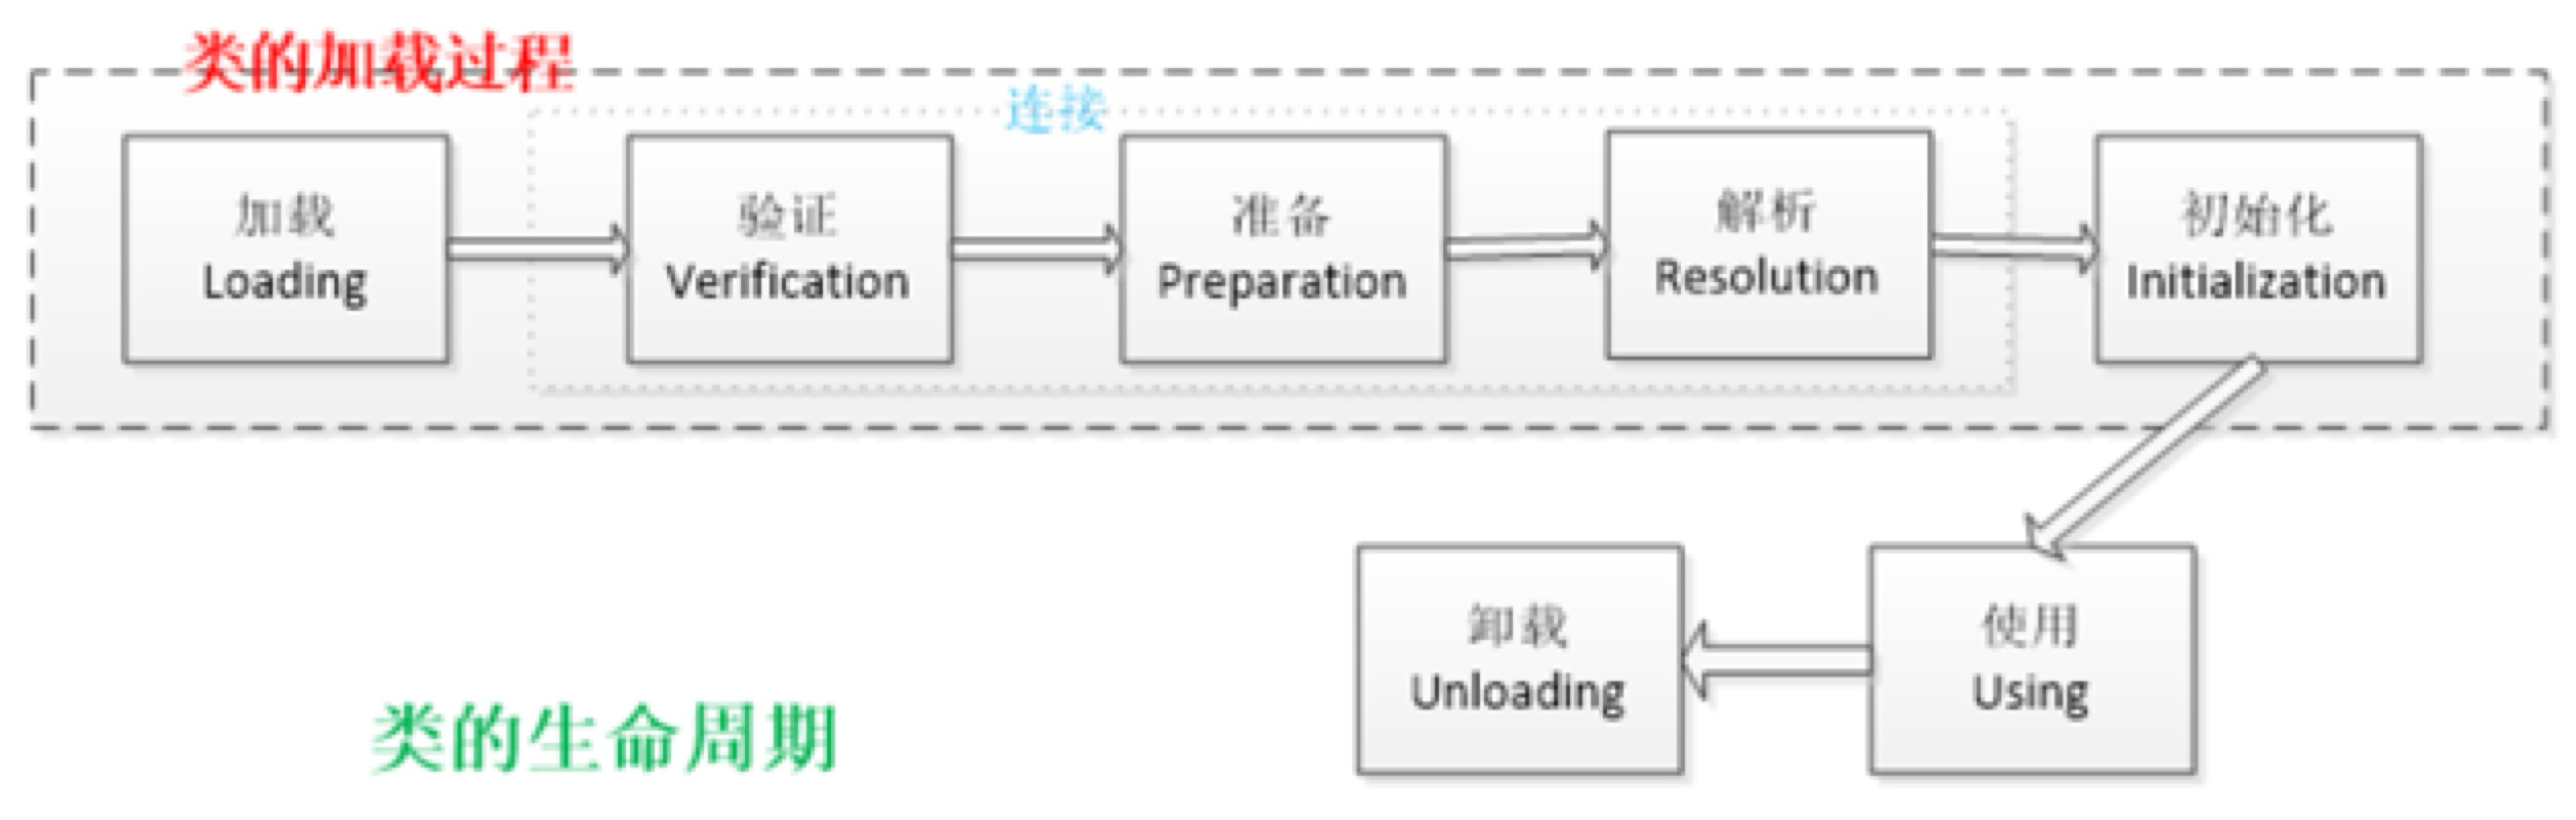 类的加载过程
连接
加载
Loading
验证
Verification
准备
Preparation
解析
Resolution
初始化
Initialization
卸载
Unloading
使用
Using
类的生命周期